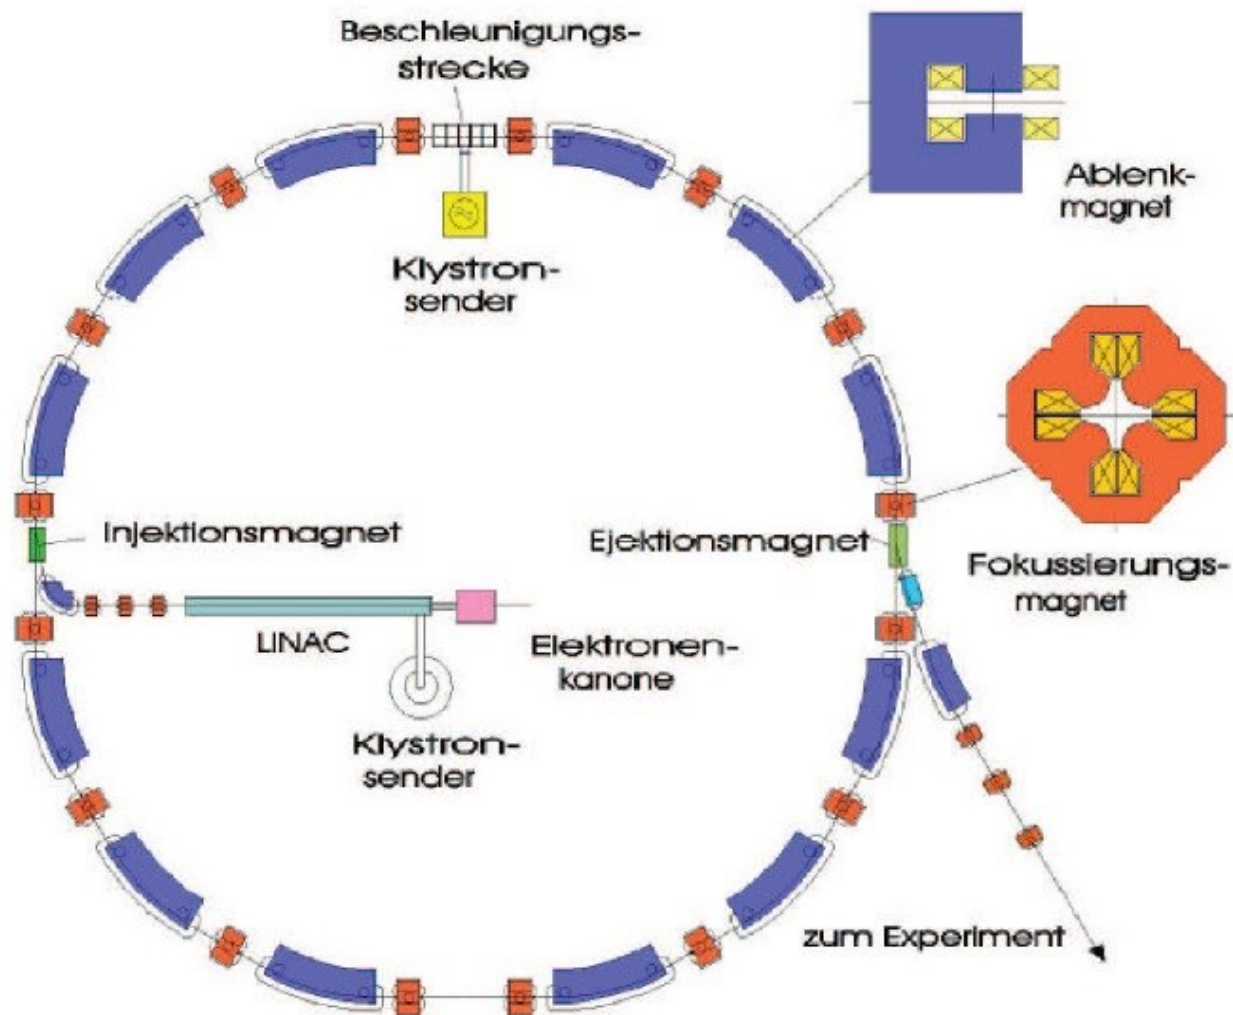 Beschleunigungs-
strecke
Klystron-
sender
Ablenk-
magnet
Injektionsmagnet
Ejektionsmagnet
Fokussierungs-
magnet
LINAC
Elektronen-
kanone
Klystron-
sender
zum Experiment